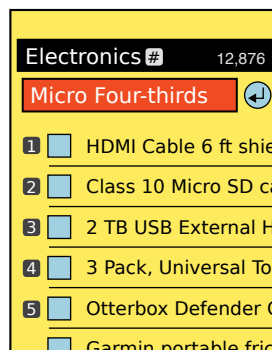 Electronics # 12,876
Micro Four-thirds
1 HDMI Cable 6 ft shie
2 Class 10 Micro SD ca
3 2 TB USB External H
4 3 Pack, Universal To
5 Otterbox Defender
Garmin portable fric